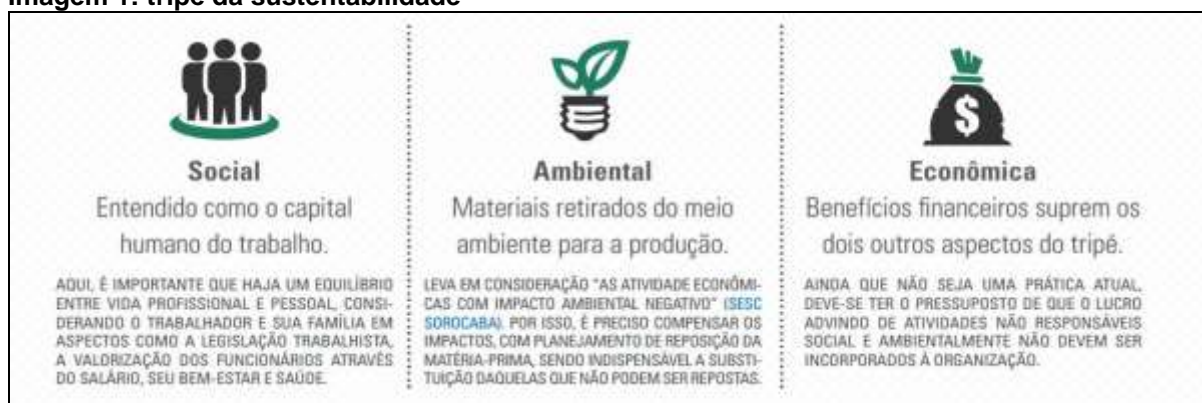 Imagem 1: tripé da sustentabilidade
$
Social
Entendido como o capital
humano do trabalho.
AQUI, É IMPORTANTE QUE HAJA UM EQUILÍBRIO
ENTRE VIDA PROFISSIONAL E PESSOAL, CONSI-
DERANDO O TRABALHADOR E SUA FAMÍLIA EM
ASPECTOS COMO A LEGISLAÇÃO TRABALHISTA,
A VALORIZAÇÃO DOS FUNCIONÁRIOS ATRAVÉS
DO SALÁRIO, SEU BEM-ESTAR E SAÚDE.
Ambiental
Materiais retirados do meio
ambiente para a produção.
LEVA EM CONSIDERAÇÃO "AS ATIVIDADE ECONÔMI-
CAS COM IMPACTO AMBIENTAL NEGATIVO" (SESC
SOROCABA). POR ISSO, É PRECISO COMPENSAR OS
IMPACTOS, COM PLANEJAMENTO DE REPOSIÇÃO DA
MATÉRIA-PRIMA, SENDO INDISPENSÁVEL A SUBSTI-
TUIÇÃO DAQUELAS QUE NÃO PODEM SER REPOSTAS.
Econômica
Benefícios financeiros suprem os
dois outros aspectos do tripé.
AINDA QUE NÃO SEJA UMA PRÁTICA ATUAL,
DEVE-SE TER O PRESSUPOSTO DE QUE O LUCRO
ADVINDO DE ATIVIDADES NÃO RESPONSÁVEIS
SOCIAL E AMBIENTALMENTE NÃO DEVEM SER
INCORPORADOS À ORGANIZAÇÃO.